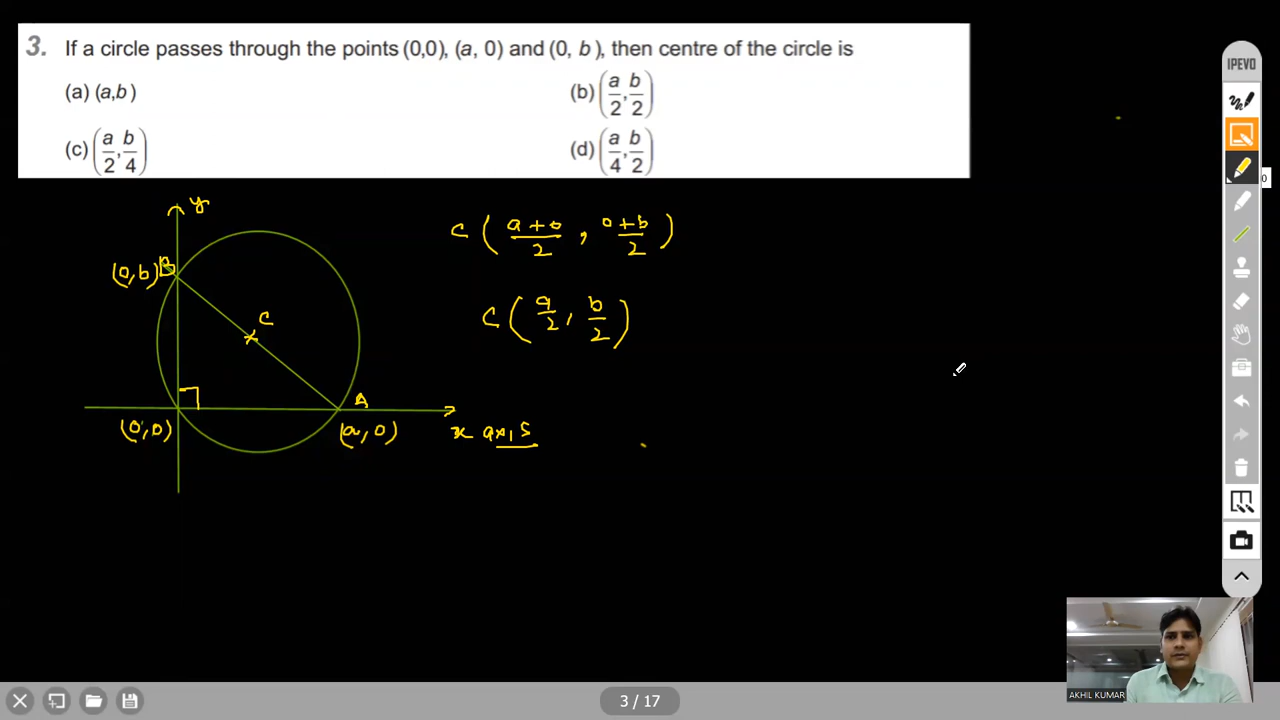 3. If a circle passes through the points (0,0), (a, 0) and (0, b), then centre of the circle is
(a) (a,b)
(b) (a/2, b/2)
(c) (a/2, b/4)
(d) (a/4, b/2)
IPEVO
0
y
C ( a+0/2 , 0+b/2 )
(0,b) B
C
C ( a/2 , b/2 )
A
(0,0)
(a,0)
x axis
3 / 17
AKHIL KUMAR